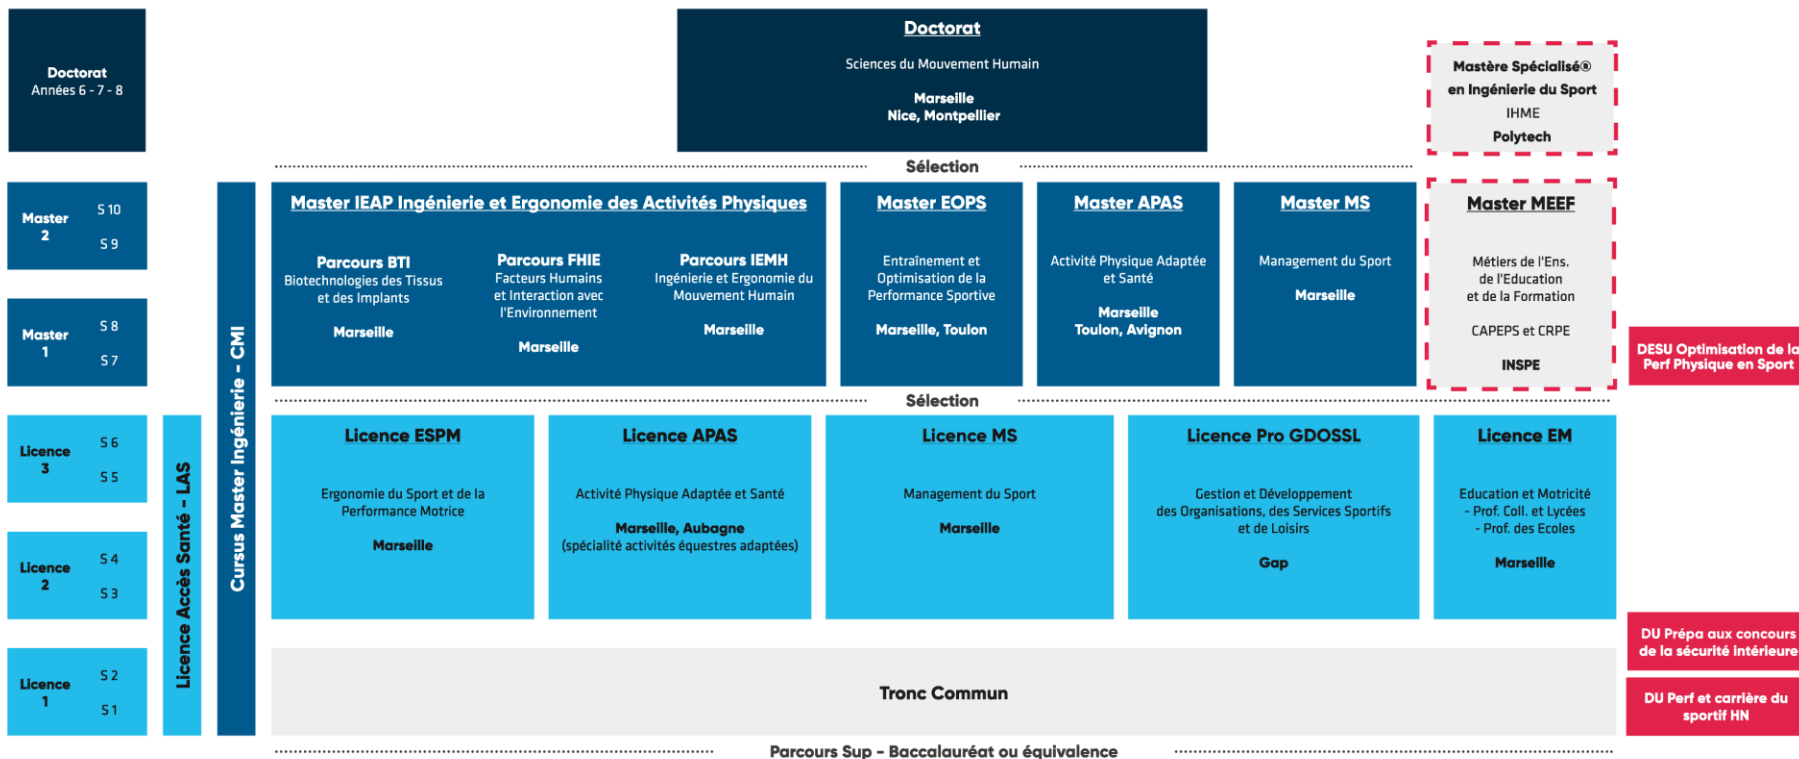 Doctorat
Années 6 - 7 - 8
Doctorat
Sciences du Mouvement Humain
Marseille
Nice, Montpellier
Mastère Spécialisé®
en Ingénierie du Sport
IHME
Polytech
Sélection
Master
2
S 10
S 9
Master
1
S 8
S 7
Cursus Master Ingénierie - CMI
Master IEAP Ingénierie et Ergonomie des Activités Physiques
Parcours BTI
Biotechnologies des Tissus
et des Implants
Marseille
Parcours FHIE
Facteurs Humains
et Interaction avec
l'Environnement
Marseille
Parcours IEMH
Ingénierie et Ergonomie du
Mouvement Humain
Marseille
Master EOPS
Entraînement et
Optimisation de la
Performance Sportive
Marseille, Toulon
Master APAS
Activité Physique Adaptée
et Santé
Marseille
Toulon, Avignon
Master MS
Management du Sport
Marseille
Master MEEF
Métiers de l'Ens.
de l'Education
et de la Formation
CAPEPS et CRPE
INSPE
DESU Optimisation de la
Perf Physique en Sport
Sélection
Licence
3
S 6
S 5
Licence
2
S 4
S 3
Licence
1
S 2
S 1
Licence Accès Santé - LAS
Licence ESPM
Ergonomie du Sport et de la
Performance Motrice
Marseille
Licence APAS
Activité Physique Adaptée et Santé
Marseille, Aubagne
(spécialité activités équestres adaptées)
Licence MS
Management du Sport
Marseille
Licence Pro GDOSSL
Gestion et Développement
des Organisations, des Services Sportifs
et de Loisirs
Gap
Licence EM
Education et Motricité
- Prof. Coll. et Lycées
- Prof. des Ecoles
Marseille
DU Prépa aux concours
de la sécurité intérieure
Tronc Commun
DU Perf et carrière du
sportif HN
Parcours Sup - Baccalauréat ou équivalence